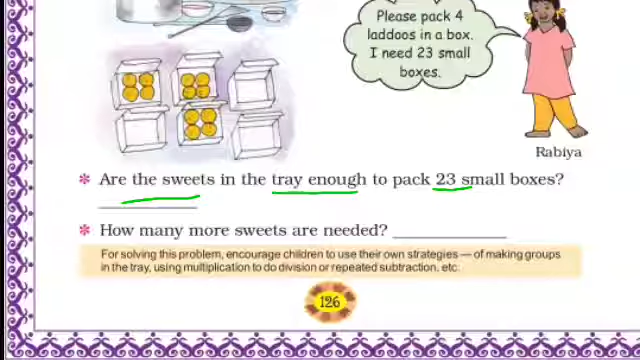 Please pack 4
laddoos in a box.
I need 23 small
boxes.
Rabiya
* Are the sweets in the tray enough to pack 23 small boxes?
* How many more sweets are needed?
For solving this problem, encourage children to use their own strategies — of making groups
in the tray, using multiplication to do division or repeated subtraction, etc.
126